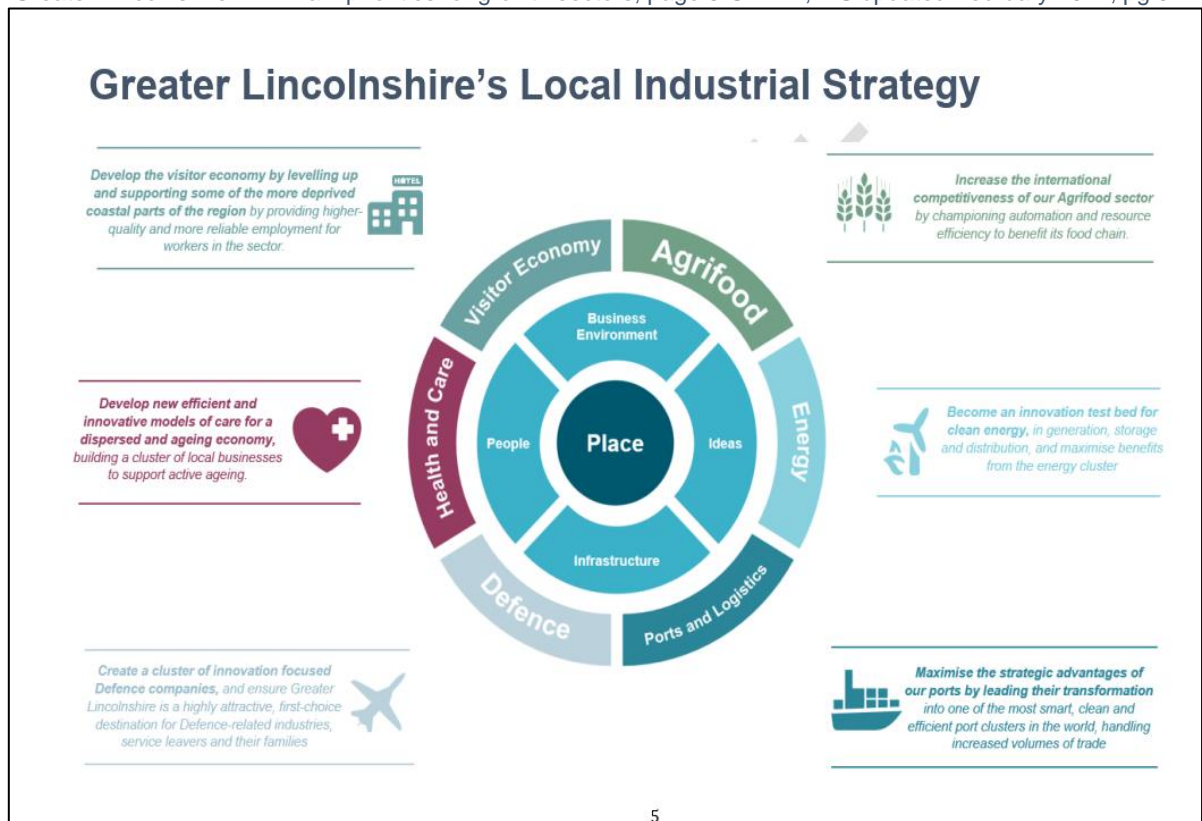 Greater Lincolnshire's Local Industrial Strategy
Develop the visitor economy by levelling
up and supporting some of the more deprived
coastal parts of the region by providing higher-
quality and more reliable employment for
workers in the sector.
HOTEL
Increase the international
competitiveness of our Agrifood sector
by championing automation and resource
efficiency to benefit its food chain.
Visitor Economy
Agrifood
Business
Environment
Develop new efficient and
innovative models of care for a
dispersed and ageing economy,
building a cluster of local businesses
to support active ageing.
Health and Care
People
Place
Ideas
Energy
Become an innovation test bed for
clean energy, in generation, storage
and distribution, and maximise benefits
from the energy cluster
Infrastructure
Defence
Ports and Logistics
Create a cluster of innovation focused
Defence companies, and ensure Greater
Lincolnshire is a highly attractive, first-choice
destination for Defence-related industries,
service leavers and their families
Maximise the strategic advantages of
our ports by leading their transformation
into one of the most smart, clean and
efficient port clusters in the world, handling
increased volumes of trade
5